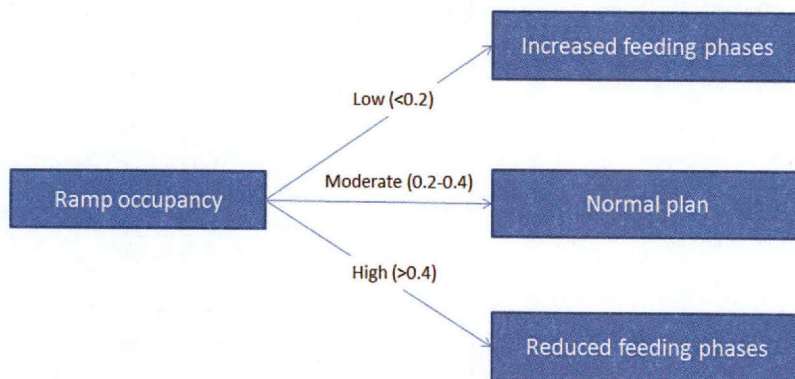 Increased feeding phases
Low (<0.2)
Ramp occupancy
Moderate (0.2-0.4)
Normal plan
High (>0.4)
Reduced feeding phases